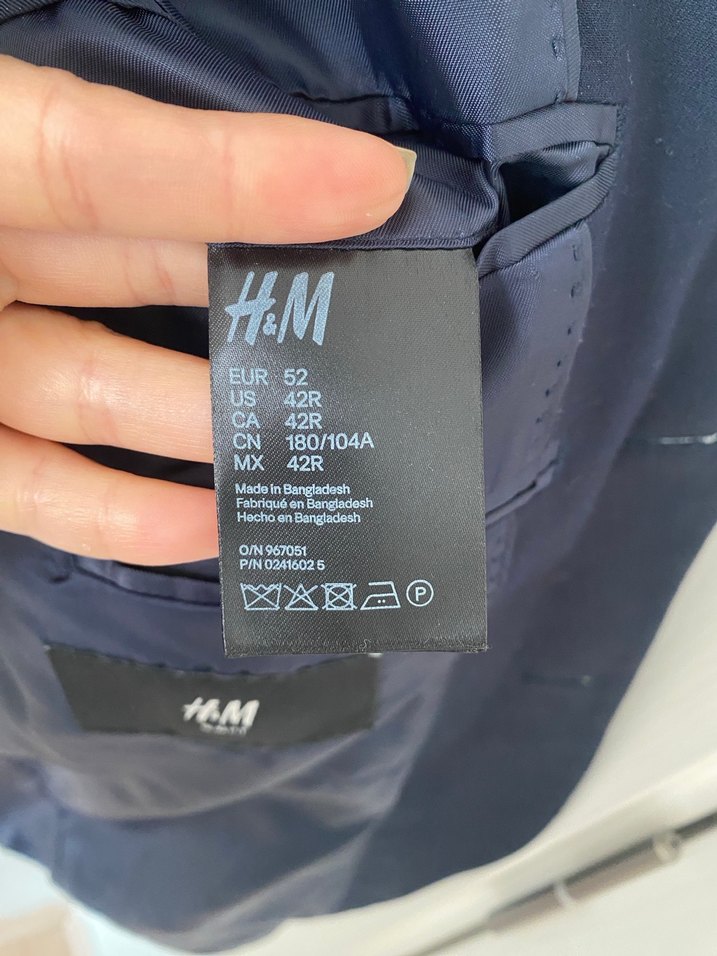 H&M
EUR 52
US 42R
CA 42R
CN 180/104A
MX 42R
Made in Bangladesh
Fabriqué en Bangladesh
Hecho en Bangladesh
O/N 967051
P/N 0241602 5
P
H&M